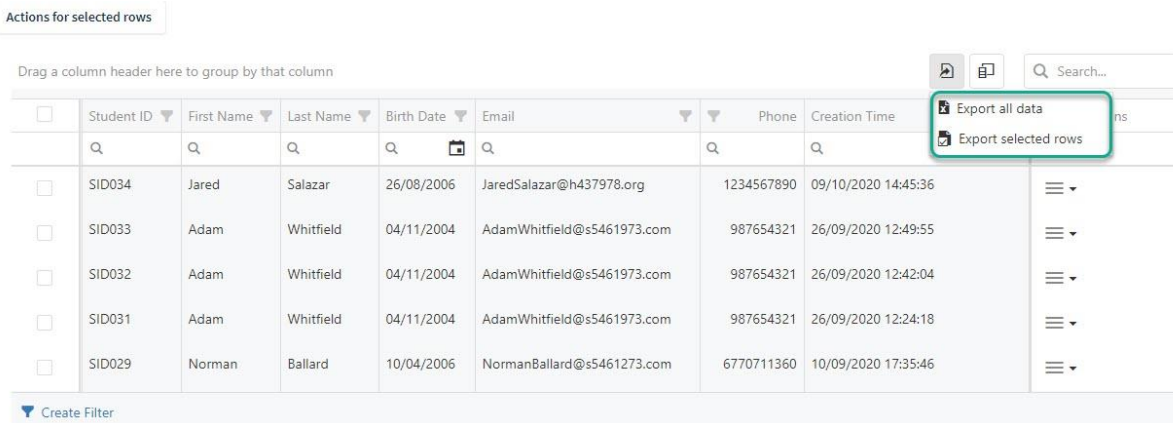 Actions for selected rows
Drag a column header here to group by that column
Search...
Export all data
Export selected rows
Student ID First Name Last Name Birth Date Email Phone Creation Time
SID034 Jared Salazar 26/08/2006 JaredSalazar@h437978.org 1234567890 09/10/2020 14:45:36
SID033 Adam Whitfield 04/11/2004 AdamWhitfield@s5461973.com 987654321 26/09/2020 12:49:55
SID032 Adam Whitfield 04/11/2004 AdamWhitfield@s5461973.com 987654321 26/09/2020 12:42:04
SID031 Adam Whitfield 04/11/2004 AdamWhitfield@s5461973.com 987654321 26/09/2020 12:24:18
SID029 Norman Ballard 10/04/2006 NormanBallard@s5461273.com 6770711360 10/09/2020 17:35:46
Create Filter